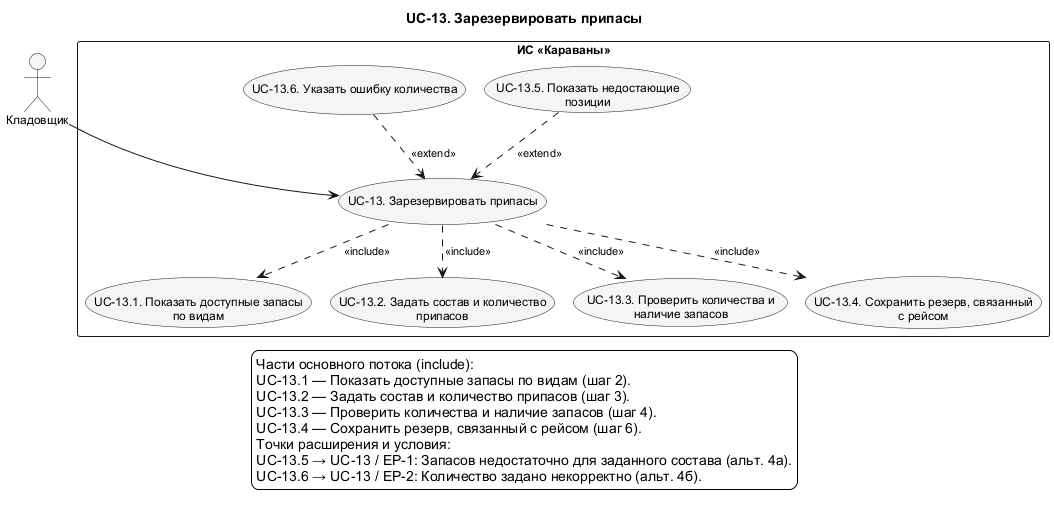 UC-13. Зарезервировать припасы
ИС «Караваны»
Кладовщик
UC-13.6. Указать ошибку количества
UC-13.5. Показать недостающие
позиции
«extend»
«extend»
UC-13. Зарезервировать припасы
«include»
«include»
«include»
«include»
UC-13.1. Показать доступные запасы
по видам
UC-13.2. Задать состав и количество
припасов
UC-13.3. Проверить количества и
наличие запасов
UC-13.4. Сохранить резерв, связанный
с рейсом
Части основного потока (include):
UC-13.1 — Показать доступные запасы по видам (шаг 2).
UC-13.2 — Задать состав и количество припасов (шаг 3).
UC-13.3 — Проверить количества и наличие запасов (шаг 4).
UC-13.4 — Сохранить резерв, связанный с рейсом (шаг 6).
Точки расширения и условия:
UC-13.5 → UC-13 / EP-1: Запасов недостаточно для заданного состава (альт. 4а).
UC-13.6 → UC-13 / EP-2: Количество задано некорректно (альт. 4б).